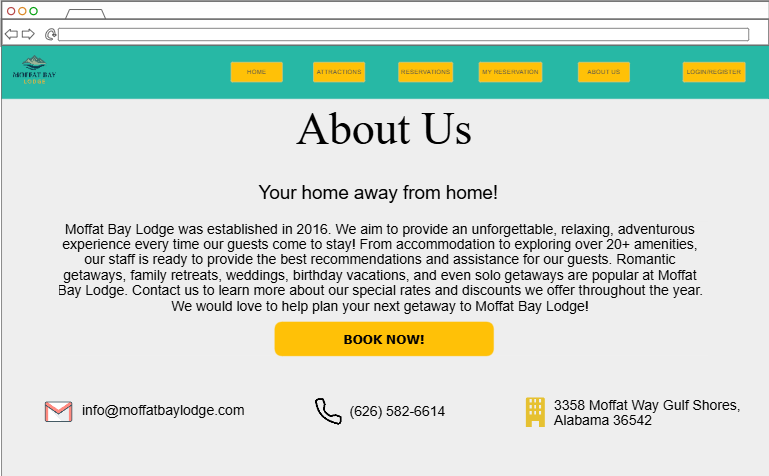 MOFFAT BAY
LODGE
HOME
ATTRACTIONS
RESERVATIONS
MY RESERVATION
ABOUT US
LOGIN/REGISTER
About Us
Your home away from home!
Moffat Bay Lodge was established in 2016. We aim to provide an unforgettable, relaxing, adventurous
experience every time our guests come to stay! From accommodation to exploring over 20+ amenities,
our staff is ready to provide the best recommendations and assistance for our guests. Romantic
getaways, family retreats, weddings, birthday vacations, and even solo getaways are popular at Moffat
Bay Lodge. Contact us to learn more about our special rates and discounts we offer throughout the year.
We would love to help plan your next getaway to Moffat Bay Lodge!
BOOK NOW!
info@moffatbaylodge.com
(626) 582-6614
3358 Moffat Way Gulf Shores,
Alabama 36542